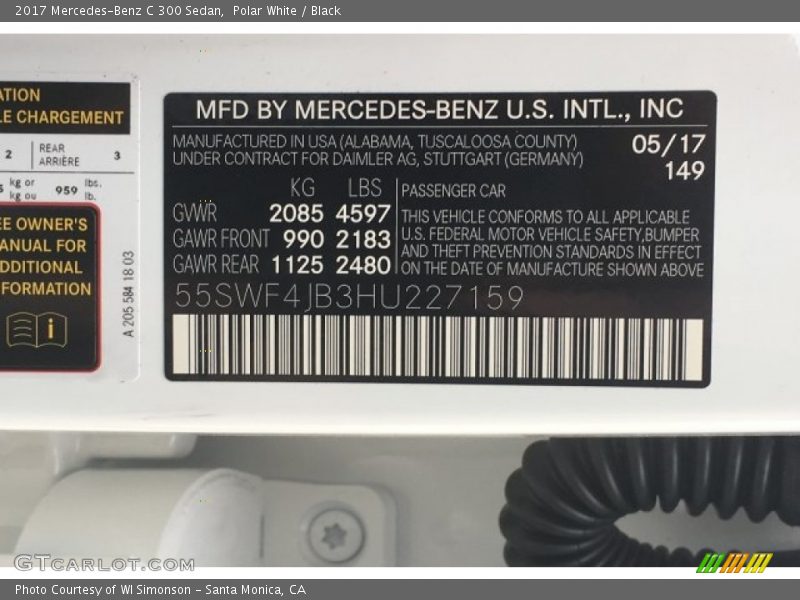 2017 Mercedes-Benz C 300 Sedan, Polar White / Black
ATION
LE CHARGEMENT
2 REAR ARRIÈRE 3
kg or kg ou 959 lbs. lb.
OWNER'S
ANUAL FOR
DDITIONAL
FORMATION
A 205 584 18 03
MFD BY MERCEDES-BENZ U.S. INTL., INC
MANUFACTURED IN USA (ALABAMA, TUSCALOOSA COUNTY)
UNDER CONTRACT FOR DAIMLER AG, STUTTGART (GERMANY)
05/17
149
KG LBS
GVWR 2085 4597
GAWR FRONT 990 2183
GAWR REAR 1125 2480
PASSENGER CAR
THIS VEHICLE CONFORMS TO ALL APPLICABLE
U.S. FEDERAL MOTOR VEHICLE SAFETY,BUMPER
AND THEFT PREVENTION STANDARDS IN EFFECT
ON THE DATE OF MANUFACTURE SHOWN ABOVE
55SWF4JB3HU227159
GTCARLOT.COM
Photo Courtesy of WI Simonson - Santa Monica, CA